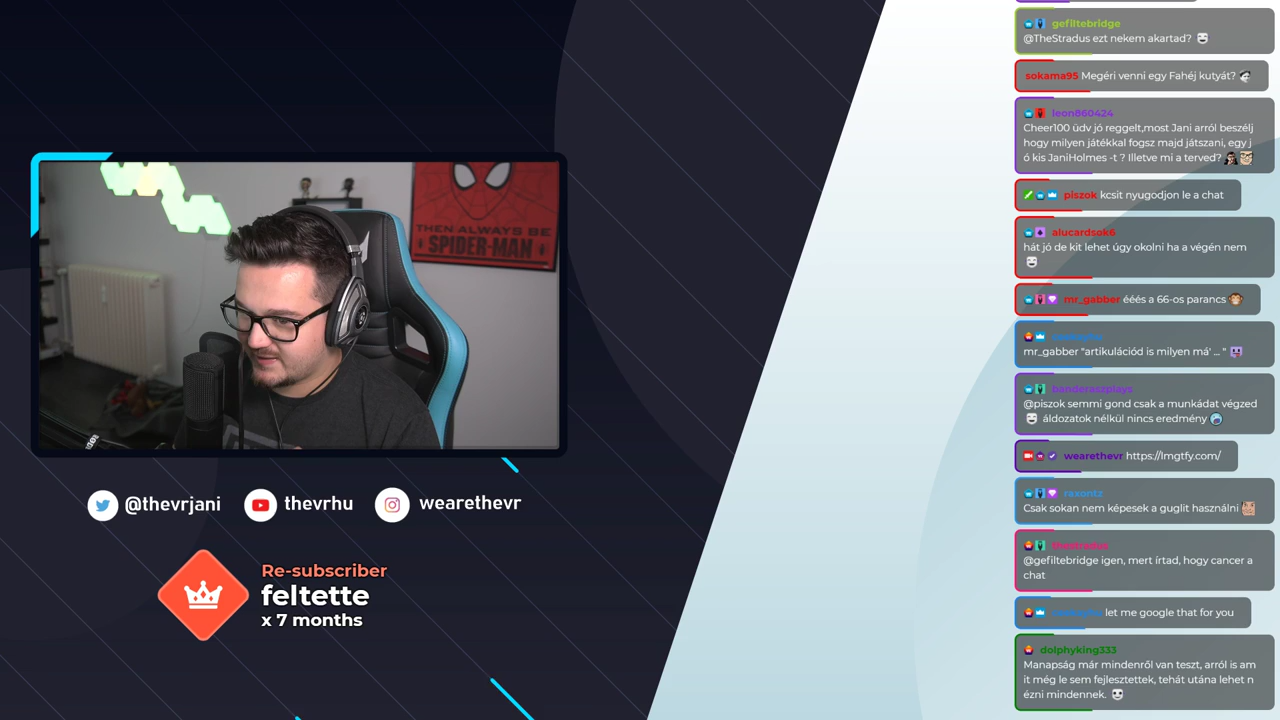 THEN ALWAYS BE
SPIDER-MAN
@thevrjani
thevrhu
wearethevr
Re-subscriber
feltette
x 7 months
gefiltebridge
@TheStradus ezt nekem akartad?
sokama95 Megéri venni egy Fahéj kutyát?
leon860424
Cheer100 üdv jó reggelt,most Jani arról beszélj
hogy milyen játékkal fogsz majd játszani, egy j
ó kis JaniHolmes -t ? Illetve mi a terved?
piszok kcsit nyugodjon le a chat
alucardsok6
hát jó de kit lehet úgy okolni ha a végén nem
mr_gabber ééés a 66-os parancs
mr_gabber "artikulációd is milyen má' ... "
banderaszplays
@piszok semmi gond csak a munkádat végzed
áldozatok nélkül nincs eredmény
wearethevr https://lmgtfy.com/
raxontz
Csak sokan nem képesek a guglit használni
thestradus
@gefiltebridge igen, mert írtad, hogy cancer a
chat
let me google that for you
dolphyking333
Manapság már mindenről van teszt, arról is am
it még le sem fejlesztettek, tehát utána lehet n
ézni mindennek.